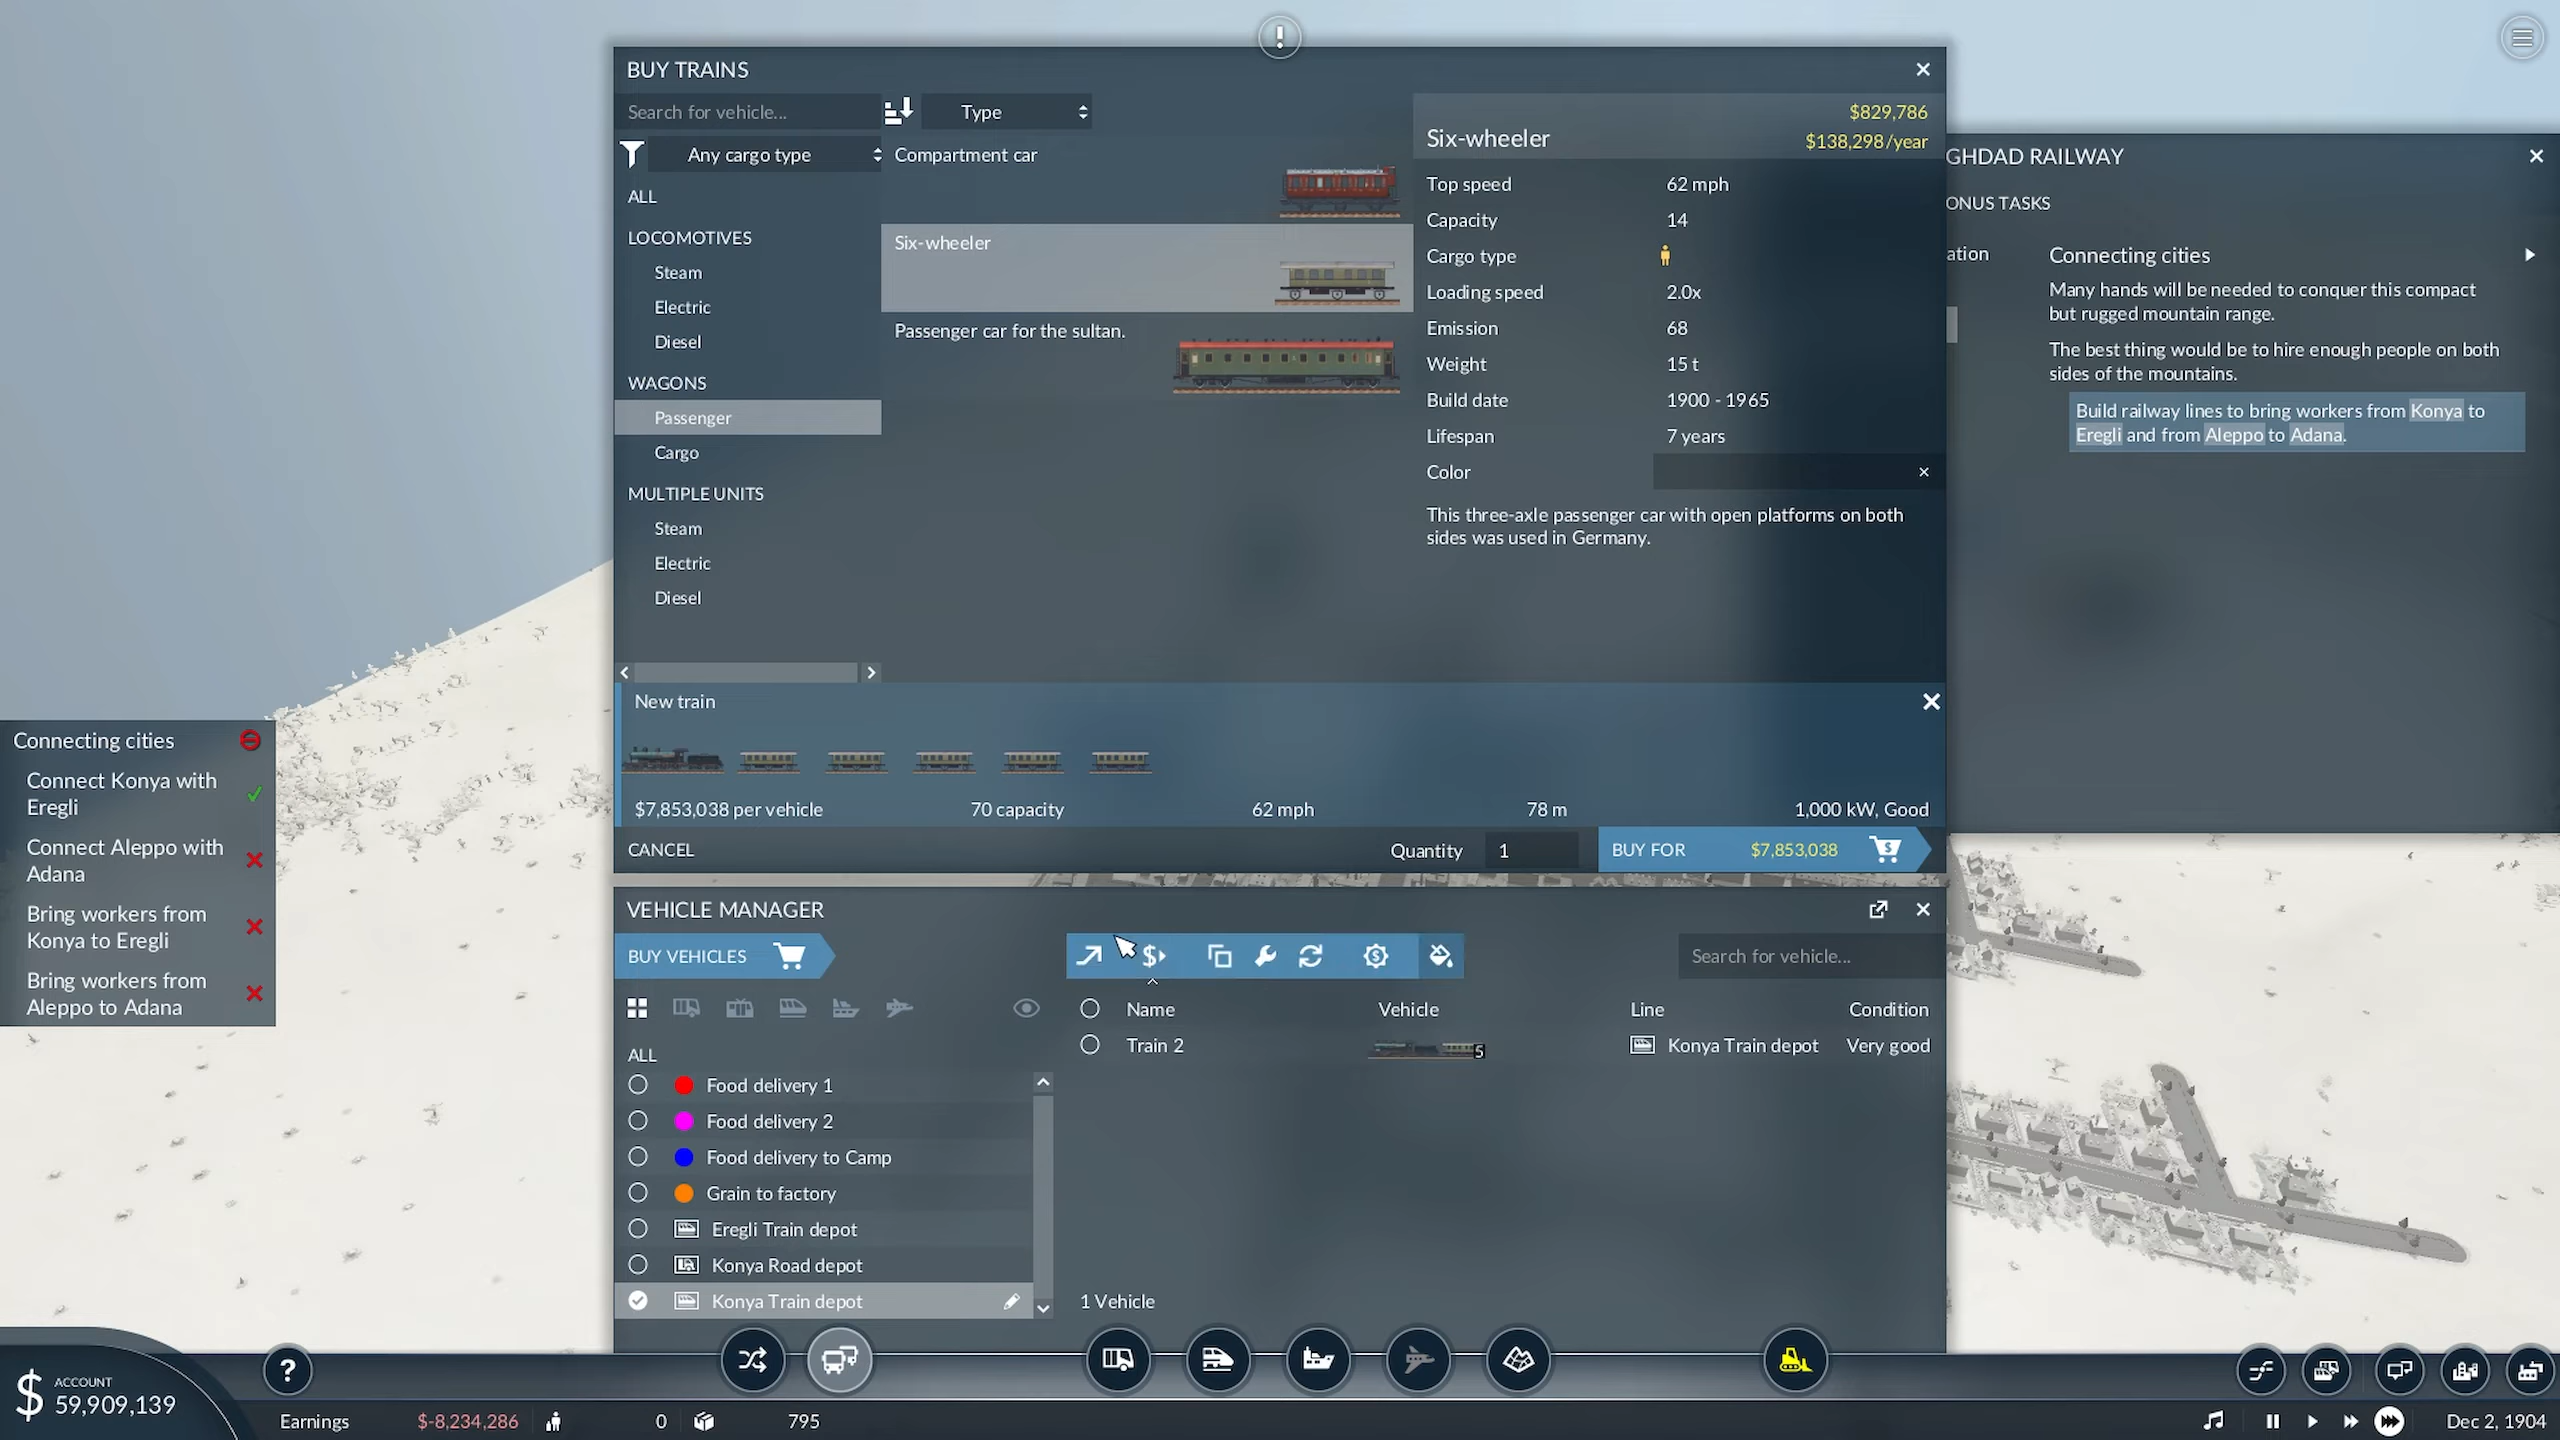 BUY TRAINS
Search for vehicle...
Type
Any cargo type
ALL
LOCOMOTIVES
Steam
Electric
Diesel
WAGONS
Passenger
Cargo
MULTIPLE UNITS
Steam
Electric
Diesel
Compartment car
Six-wheeler
Passenger car for the sultan.
$829,786
Six-wheeler
$138,298/year
Top speed 62 mph
Capacity 14
Cargo type
Loading speed 2.0x
Emission 68
Weight 15 t
Build date 1900 - 1965
Lifespan 7 years
Color
This three-axle passenger car with open platforms on both
sides was used in Germany.
New train
$7,853,038 per vehicle 70 capacity 62 mph 78 m 1,000 kW, Good
CANCEL
Quantity 1
BUY FOR $7,853,038
GHDAD RAILWAY
ONUS TASKS
ation
Connecting cities
Many hands will be needed to conquer this compact
but rugged mountain range.
The best thing would be to hire enough people on both
sides of the mountains.
Build railway lines to bring workers from Konya to
Eregli and from Aleppo to Adana.
Connecting cities
Connect Konya with
Eregli
Connect Aleppo with
Adana
Bring workers from
Konya to Eregli
Bring workers from
Aleppo to Adana
VEHICLE MANAGER
BUY VEHICLES
Search for vehicle...
ALL
Food delivery 1
Food delivery 2
Food delivery to Camp
Grain to factory
Eregli Train depot
Konya Road depot
Konya Train depot
Name Vehicle Line Condition
Train 2 5 Konya Train depot Very good
1 Vehicle
$ ACCOUNT
59,909,139
?
Earnings $-8,234,286 0 795
Dec 2, 1904